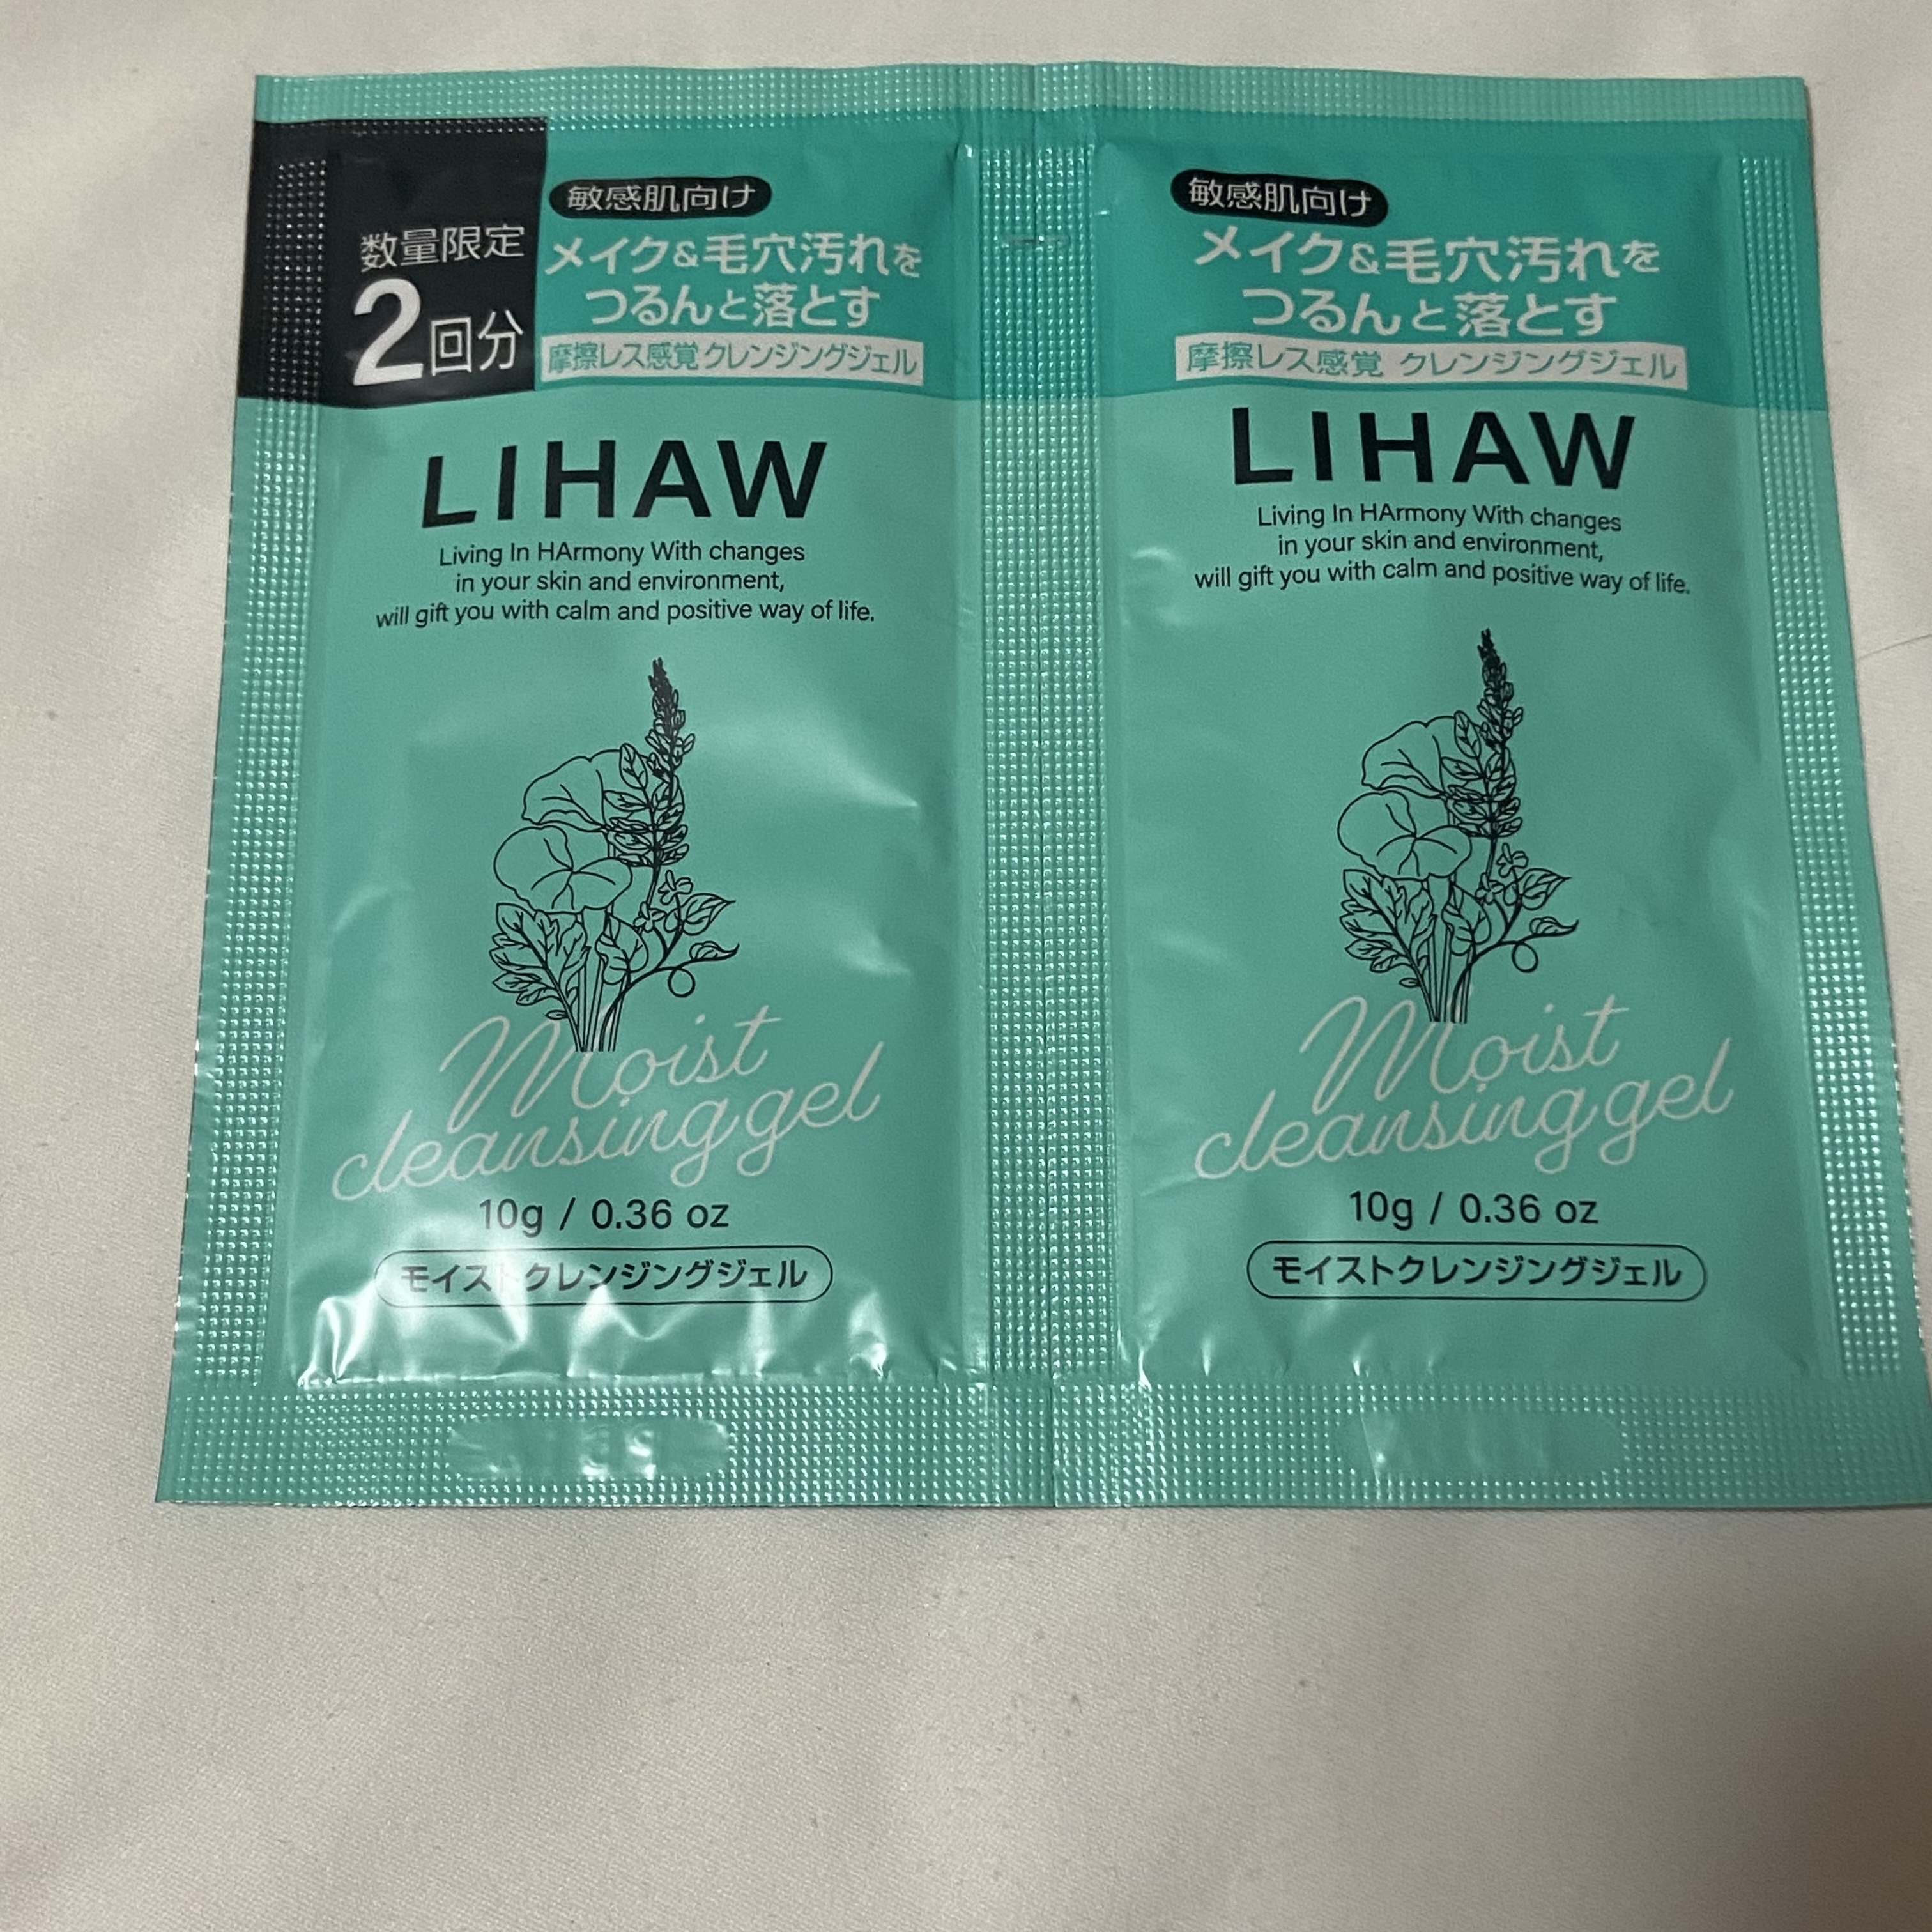 数量限定
2回分
敏感肌向け
メイク&毛穴汚れを
つるんと落とす
摩擦レス感覚クレンジングジェル
LIHAW
Living In HArmony With changes
in your skin and environment,
will gift you with calm and positive way of life.
Moist
cleansing gel
10g / 0.36 oz
モイストクレンジングジェル
敏感肌向け
メイク&毛穴汚れを
つるんと落とす
摩擦レス感覚 クレンジングジェル
LIHAW
Living In HArmony With changes
in your skin and environment,
will gift you with calm and positive way of life.
Moist
cleansing gel
10g / 0.36 oz
モイストクレンジングジェル